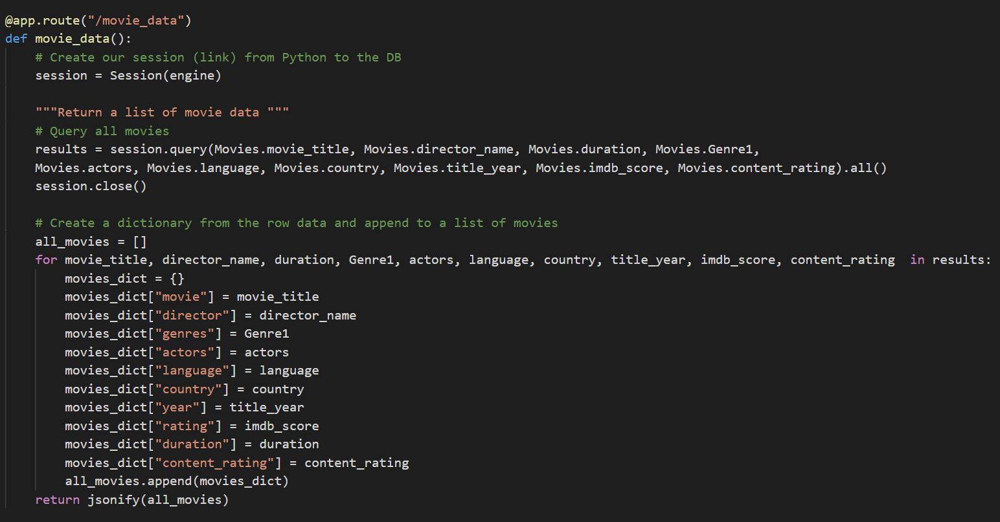 @app.route("/movie_data")
def movie_data():
    # Create our session (link) from Python to the DB
    session = Session(engine)

    """Return a list of movie data """
    # Query all movies
    results = session.query(Movies.movie_title, Movies.director_name, Movies.duration, Movies.Genre1,
    Movies.actors, Movies.language, Movies.country, Movies.title_year, Movies.imdb_score, Movies.content_rating).all()
    session.close()

    # Create a dictionary from the row data and append to a list of movies
    all_movies = []
    for movie_title, director_name, duration, Genre1, actors, language, country, title_year, imdb_score, content_rating  in results:
        movies_dict = {}
        movies_dict["movie"] = movie_title
        movies_dict["director"] = director_name
        movies_dict["genres"] = Genre1
        movies_dict["actors"] = actors
        movies_dict["language"] = language
        movies_dict["country"] = country
        movies_dict["year"] = title_year
        movies_dict["rating"] = imdb_score
        movies_dict["duration"] = duration
        movies_dict["content_rating"] = content_rating
        all_movies.append(movies_dict)
    return jsonify(all_movies)